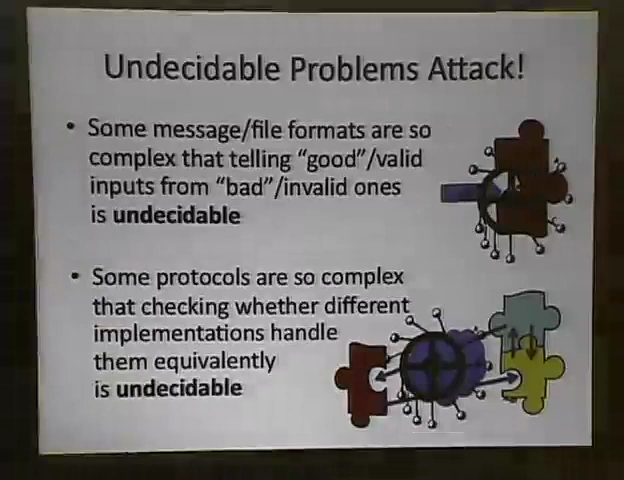 Undecidable Problems Attack!
• Some message/file formats are so
complex that telling “good”/valid
inputs from “bad”/invalid ones
is undecidable
• Some protocols are so complex
that checking whether different
implementations handle
them equivalently
is undecidable